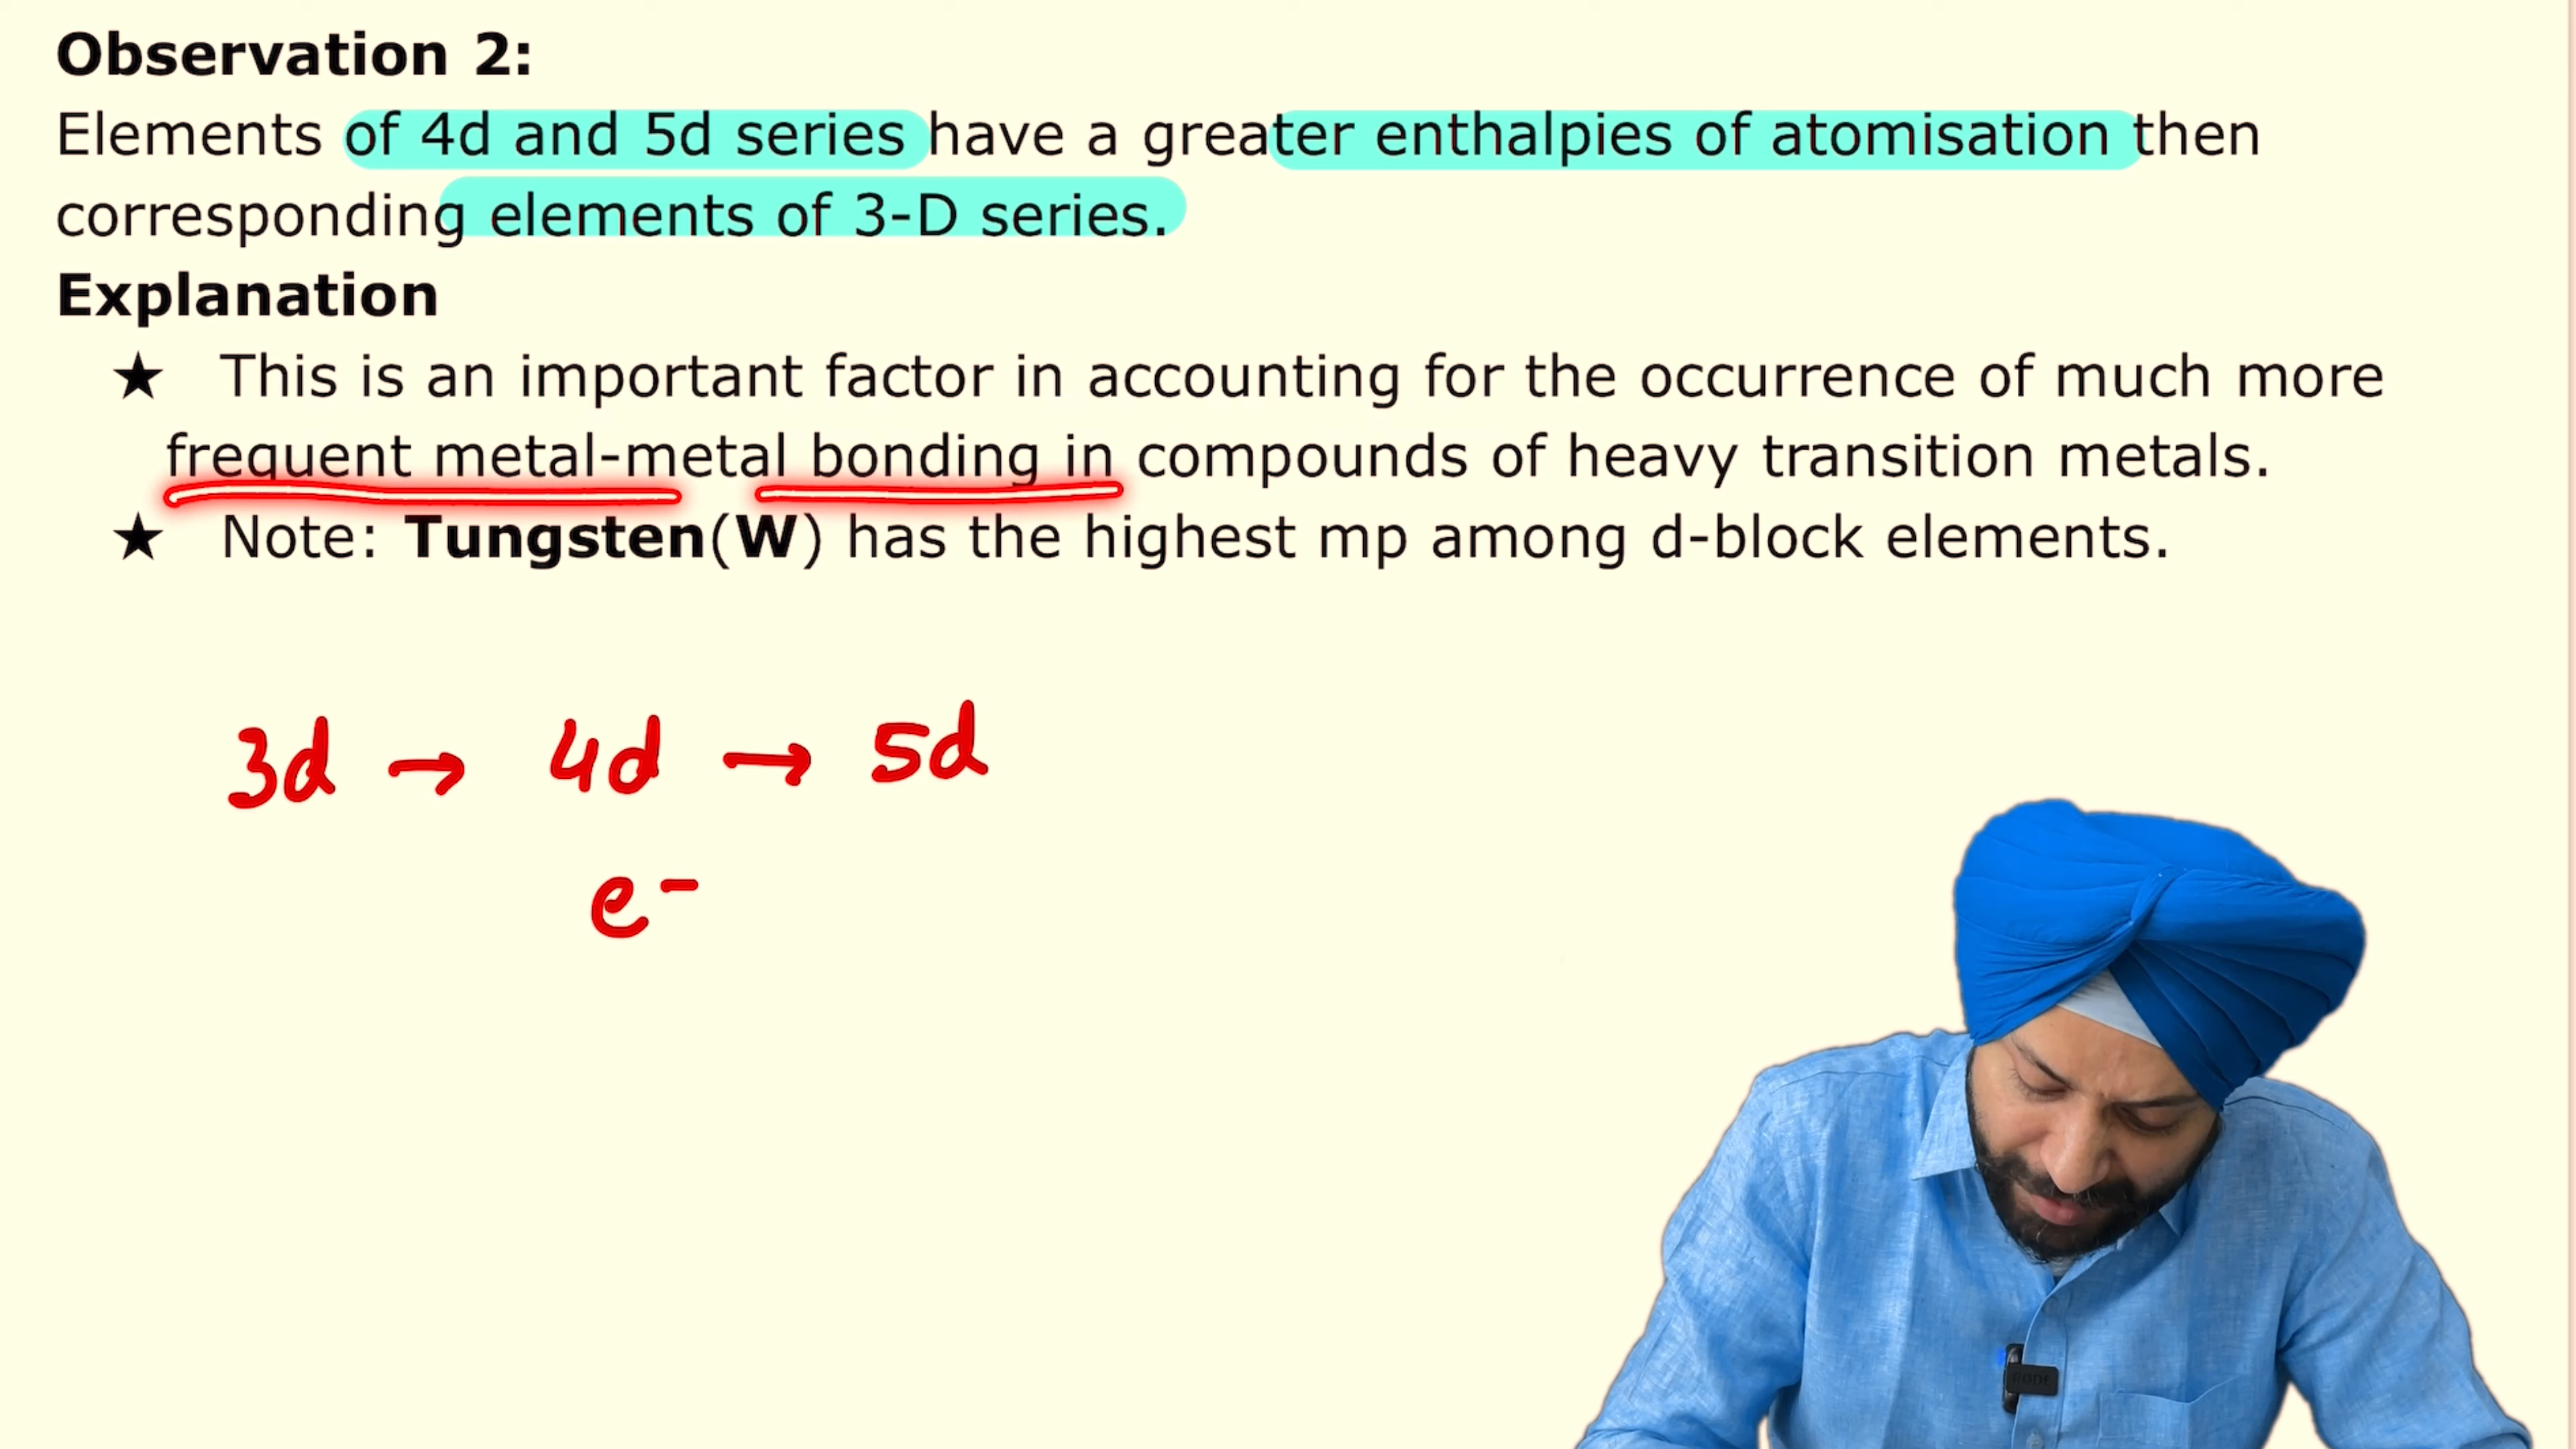 Observation 2:
Elements of 4d and 5d series have a greater enthalpies of atomisation then
corresponding elements of 3-D series.
Explanation
★ This is an important factor in accounting for the occurrence of much more
frequent metal-metal bonding in compounds of heavy transition metals.
★ Note: Tungsten(W) has the highest mp among d-block elements.
3d → 4d → 5d
e⁻
RODE